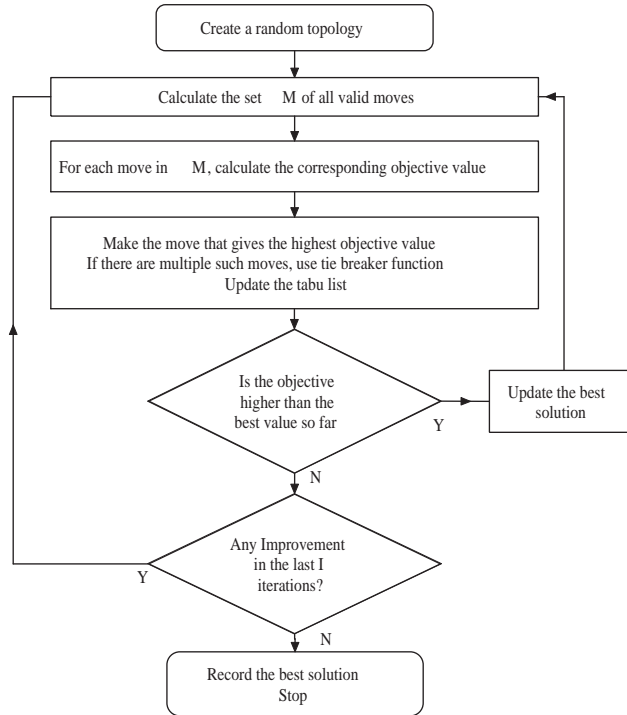 Create a random topology
Calculate the set M of all valid moves
For each move in M, calculate the corresponding objective value
Make the move that gives the highest objective value
If there are multiple such moves, use tie breaker function
Update the tabu list
Is the objective
higher than the
best value so far
Y
Update the best
solution
N
Any Improvement
in the last I
iterations?
Y
N
Record the best solution
Stop